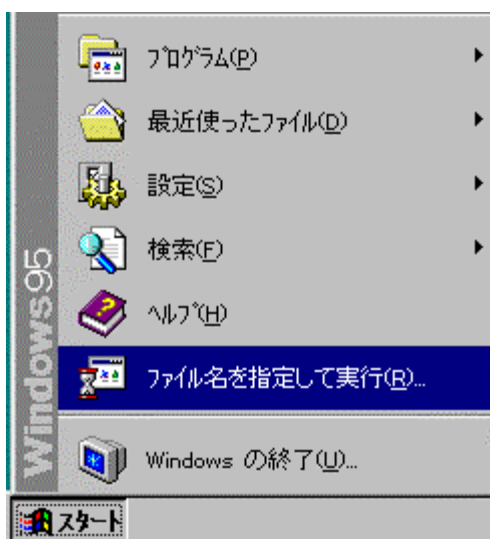 ﾌﾟﾛｸﾞﾗﾑ(P)
最近使ったﾌｧｲﾙ(D)
設定(S)
検索(F)
ﾍﾙﾌﾟ(H)
ﾌｧｲﾙ名を指定して実行(R)...
Windows の終了(U)...
Windows95
スタート